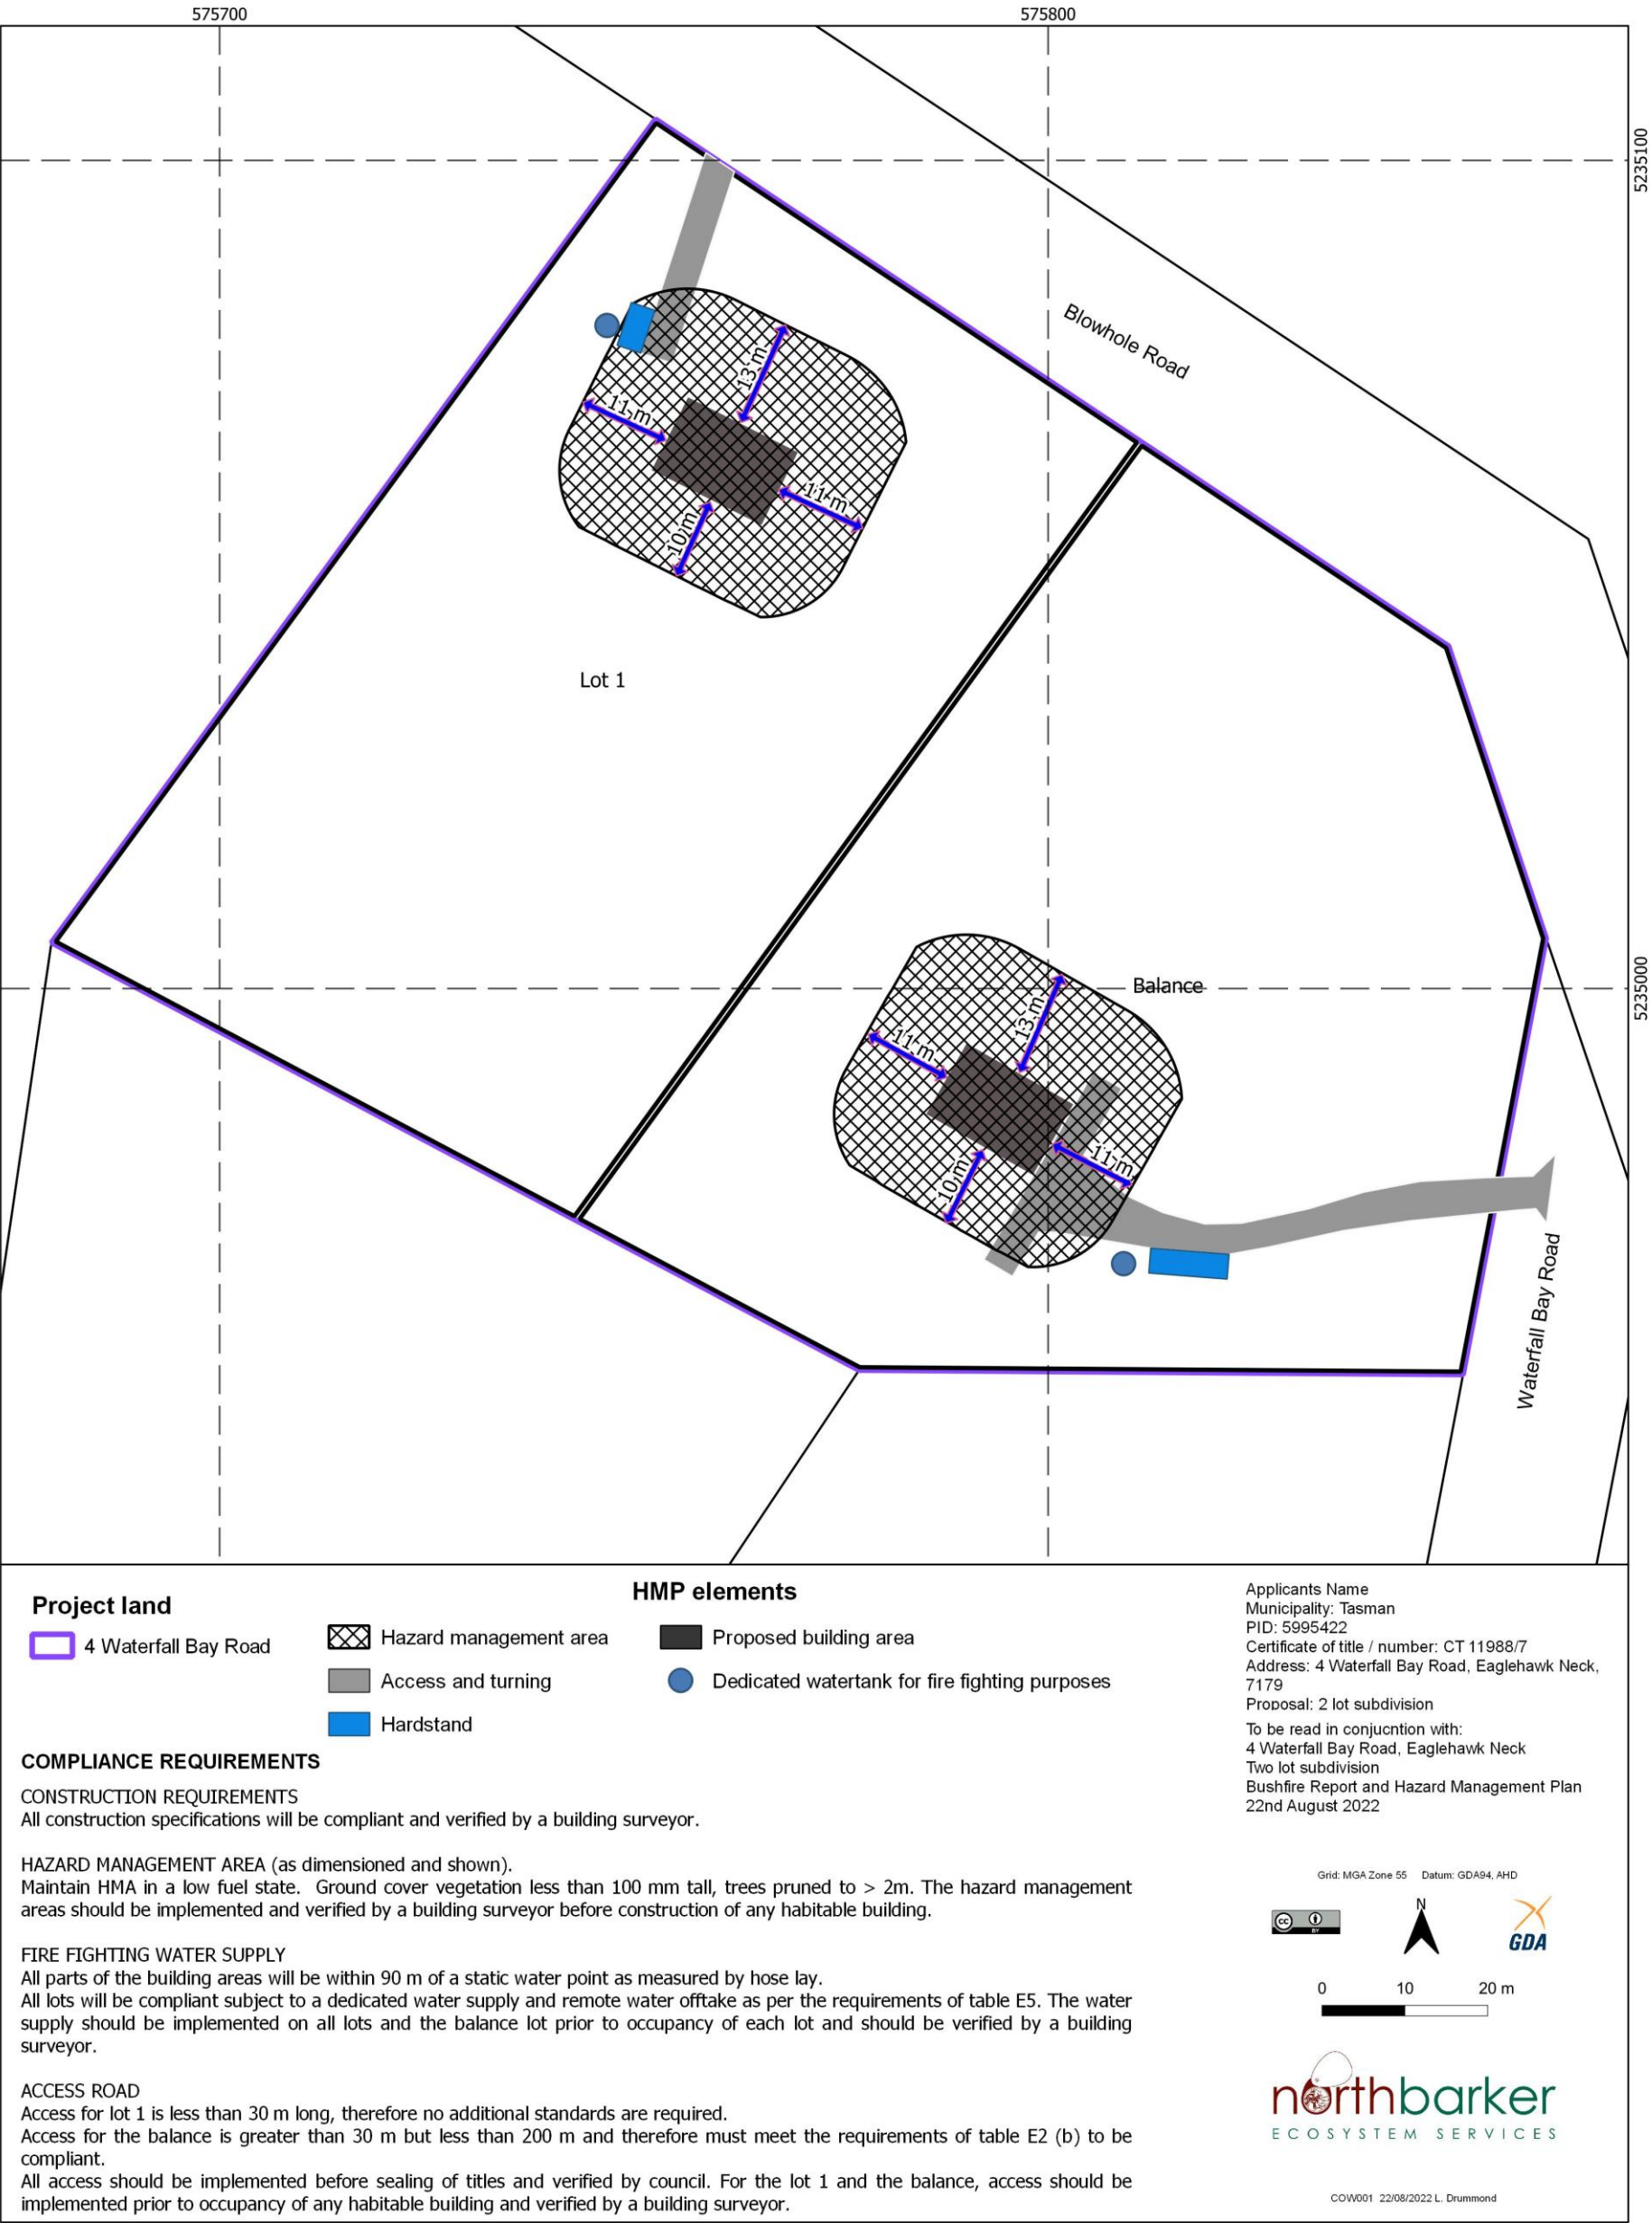 575700
575800
5235100
Blowhole Road
13 m
11 m
11 m
10 m
Lot 1
5235000
Balance
13 m
11 m
11 m
10 m
Waterfall Bay Road
Project land
4 Waterfall Bay Road
HMP elements
Hazard management area
Access and turning
Hardstand
Proposed building area
Dedicated watertank for fire fighting purposes
COMPLIANCE REQUIREMENTS
CONSTRUCTION REQUIREMENTS
All construction specifications will be compliant and verified by a building surveyor.
HAZARD MANAGEMENT AREA (as dimensioned and shown).
Maintain HMA in a low fuel state. Ground cover vegetation less than 100 mm tall, trees pruned to > 2m. The hazard management
areas should be implemented and verified by a building surveyor before construction of any habitable building.
FIRE FIGHTING WATER SUPPLY
All parts of the building areas will be within 90 m of a static water point as measured by hose lay.
All lots will be compliant subject to a dedicated water supply and remote water offtake as per the requirements of table E5. The water
supply should be implemented on all lots and the balance lot prior to occupancy of each lot and should be verified by a building
surveyor.
ACCESS ROAD
Access for lot 1 is less than 30 m long, therefore no additional standards are required.
Access for the balance is greater than 30 m but less than 200 m and therefore must meet the requirements of table E2 (b) to be
compliant.
All access should be implemented before sealing of titles and verified by council. For the lot 1 and the balance, access should be
implemented prior to occupancy of any habitable building and verified by a building surveyor.
Applicants Name
Municipality: Tasman
PID: 5995422
Certificate of title / number: CT 11988/7
Address: 4 Waterfall Bay Road, Eaglehawk Neck,
7179
Proposal: 2 lot subdivision
To be read in conjucntion with:
4 Waterfall Bay Road, Eaglehawk Neck
Two lot subdivision
Bushfire Report and Hazard Management Plan
22nd August 2022
Grid: MGA Zone 55 Datum: GDA94, AHD
cc BY
N
GDA
0 10 20 m
northbarker
ECOSYSTEM SERVICES
COW001 22/08/2022 L. Drummond